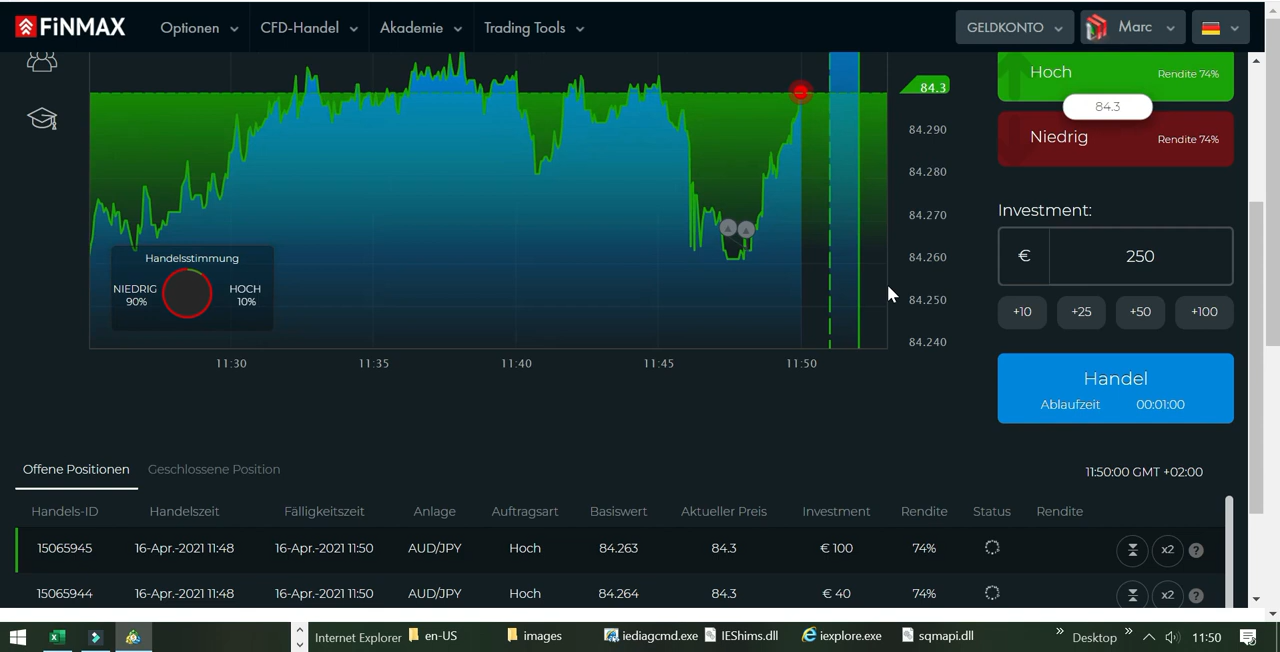 FiNMAX Optionen CFD-Handel Akademie Trading Tools GELDKONTO Marc
84.3
84.290
84.280
84.270
84.260
84.250
84.240
Handelsstimmung
NIEDRIG HOCH
90% 10%
11:30 11:35 11:40 11:45 11:50
Hoch Rendite 74%
84.3
Niedrig Rendite 74%
Investment:
€ 250
+10 +25 +50 +100
Handel
Ablaufzeit 00:01:00
Offene Positionen Geschlossene Position 11:50:00 GMT +02:00
Handels-ID Handelszeit Fälligkeitszeit Anlage Auftragsart Basiswert Aktueller Preis Investment Rendite Status Rendite
15065945 16-Apr.-2021 11:48 16-Apr.-2021 11:50 AUD/JPY Hoch 84.263 84.3 € 100 74% x2 ?
15065944 16-Apr.-2021 11:48 16-Apr.-2021 11:50 AUD/JPY Hoch 84.264 84.3 € 40 74% x2 ?
Internet Explorer en-US images iediagcmd.exe IEShims.dll iexplore.exe sqmapi.dll » Desktop » 11:50